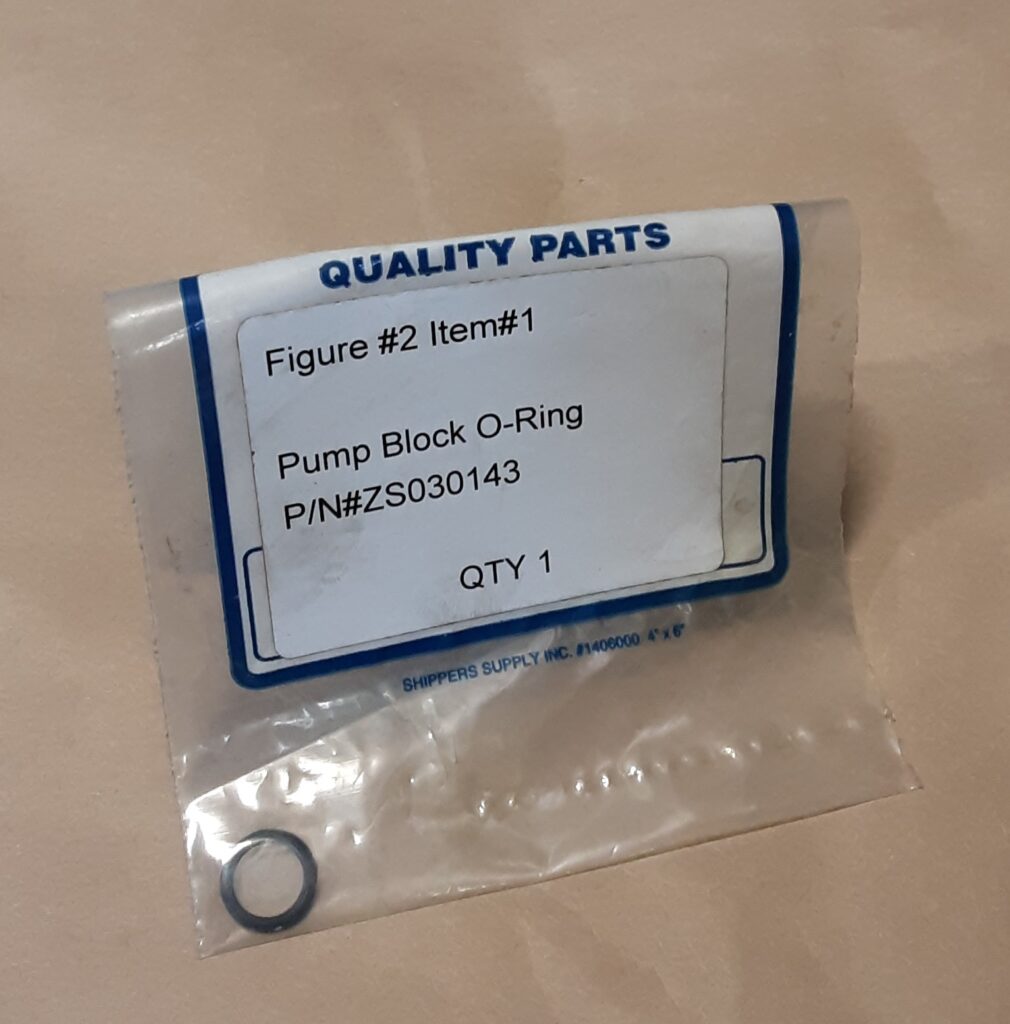 QUALITY PARTS
Figure #2 Item#1
Pump Block O-Ring
P/N#ZS030143
QTY 1
SHIPPERS SUPPLY INC. #1406000 4" x 6"